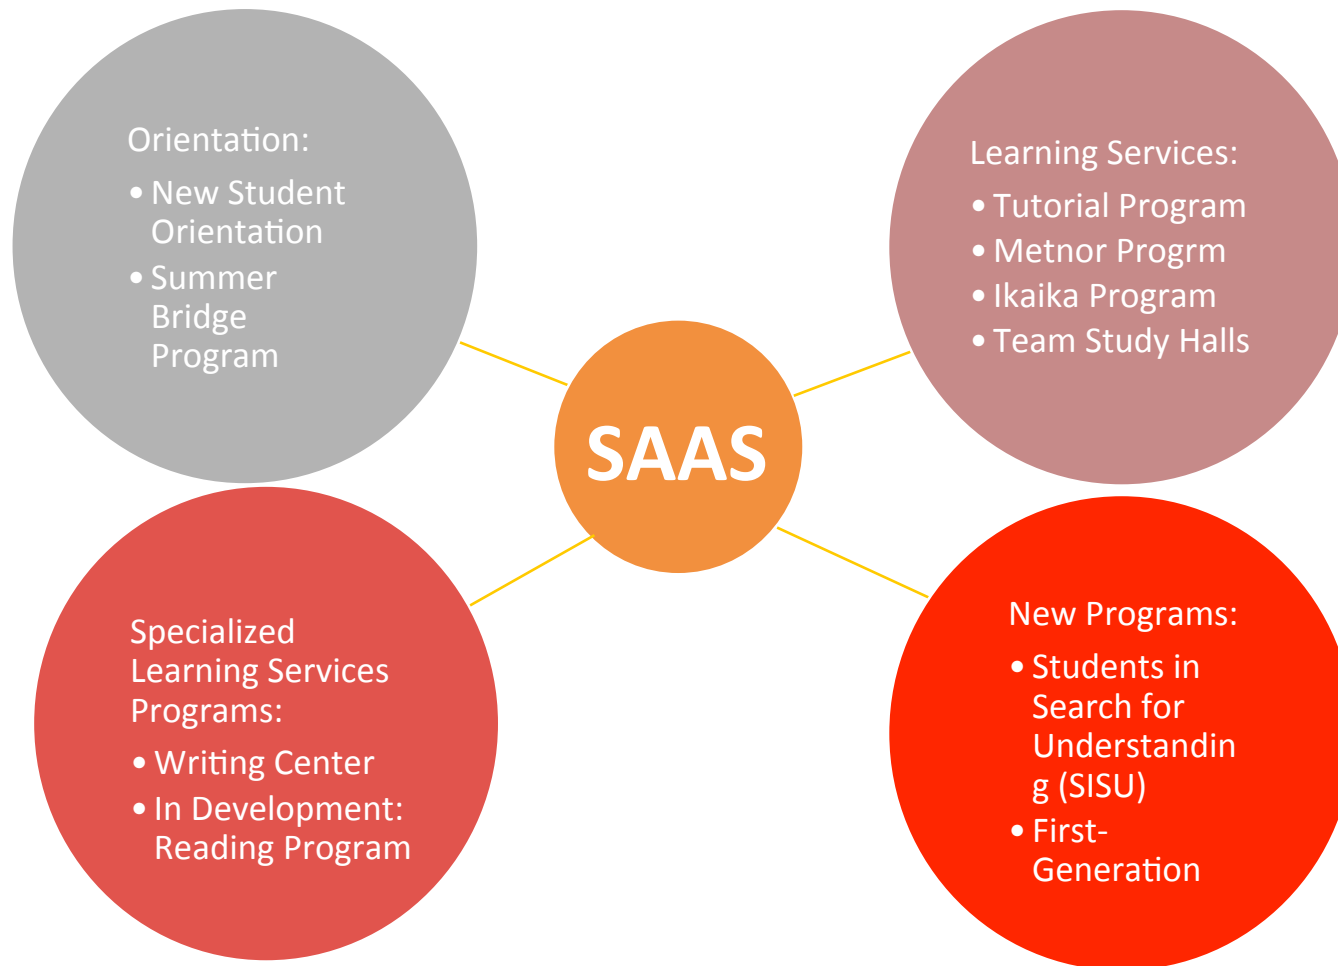 Orientation:
• New Student
Orientation
• Summer
Bridge
Program
Learning Services:
• Tutorial Program
• Metnor Progrm
• Ikaika Program
• Team Study Halls
SAAS
Specialized
Learning Services
Programs:
• Writing Center
• In Development:
Reading Program
New Programs:
• Students in
Search for
Understandin
g (SISU)
• First-
Generation